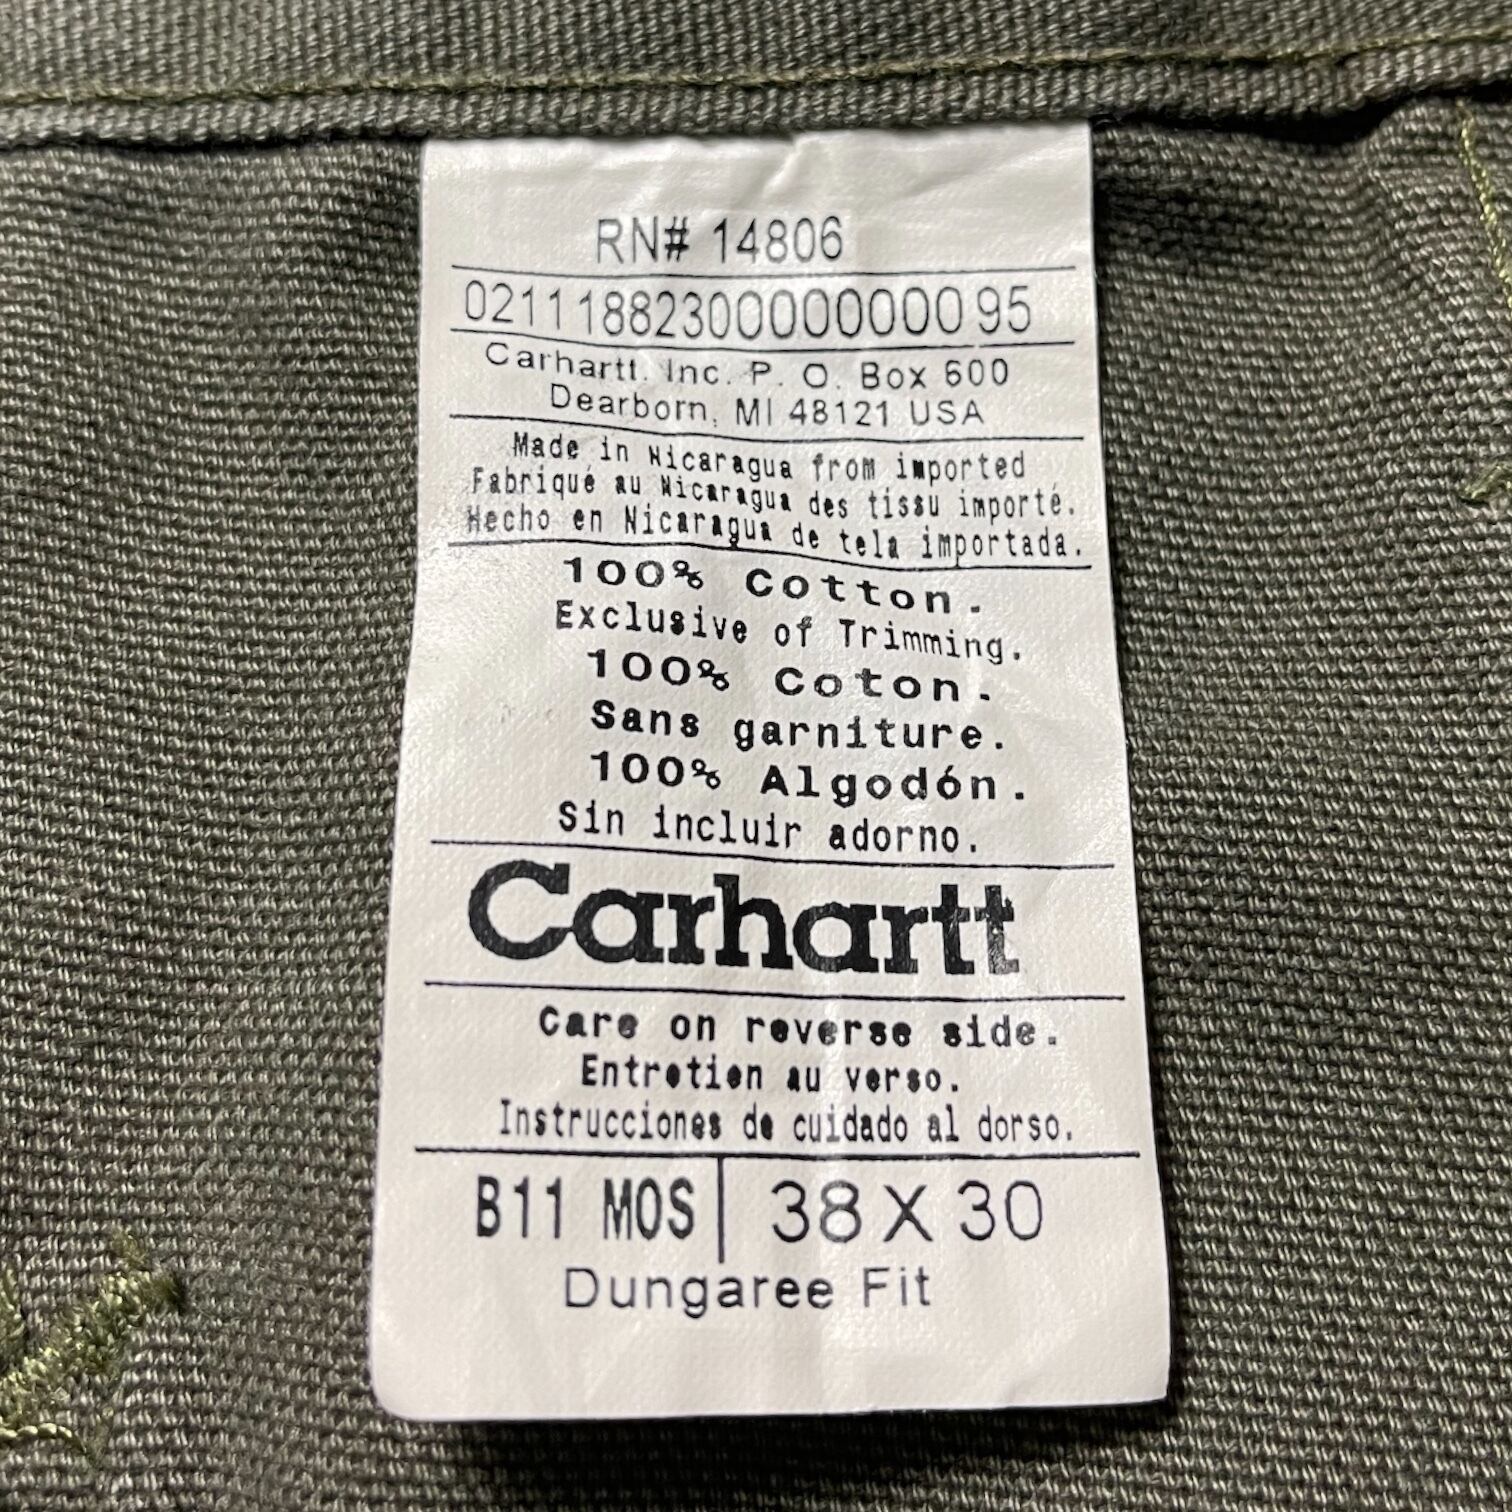 RN# 14806
02111882300000000095
Carhartt. Inc. P. O. Box 600
Dearborn, MI 48121 USA
Made in Nicaragua from imported
Fabriqué au Nicaragua des tissu importé.
Hecho en Nicaragua de tela importada.
100% Cotton.
Exclusive of Trimming.
100% Coton.
Sans garniture.
100% Algodón.
Sin incluir adorno.
Carhartt
Care on reverse side.
Entretien au verso.
Instrucciones de cuidado al dorso.
B11 MOS | 38 X 30
Dungaree Fit